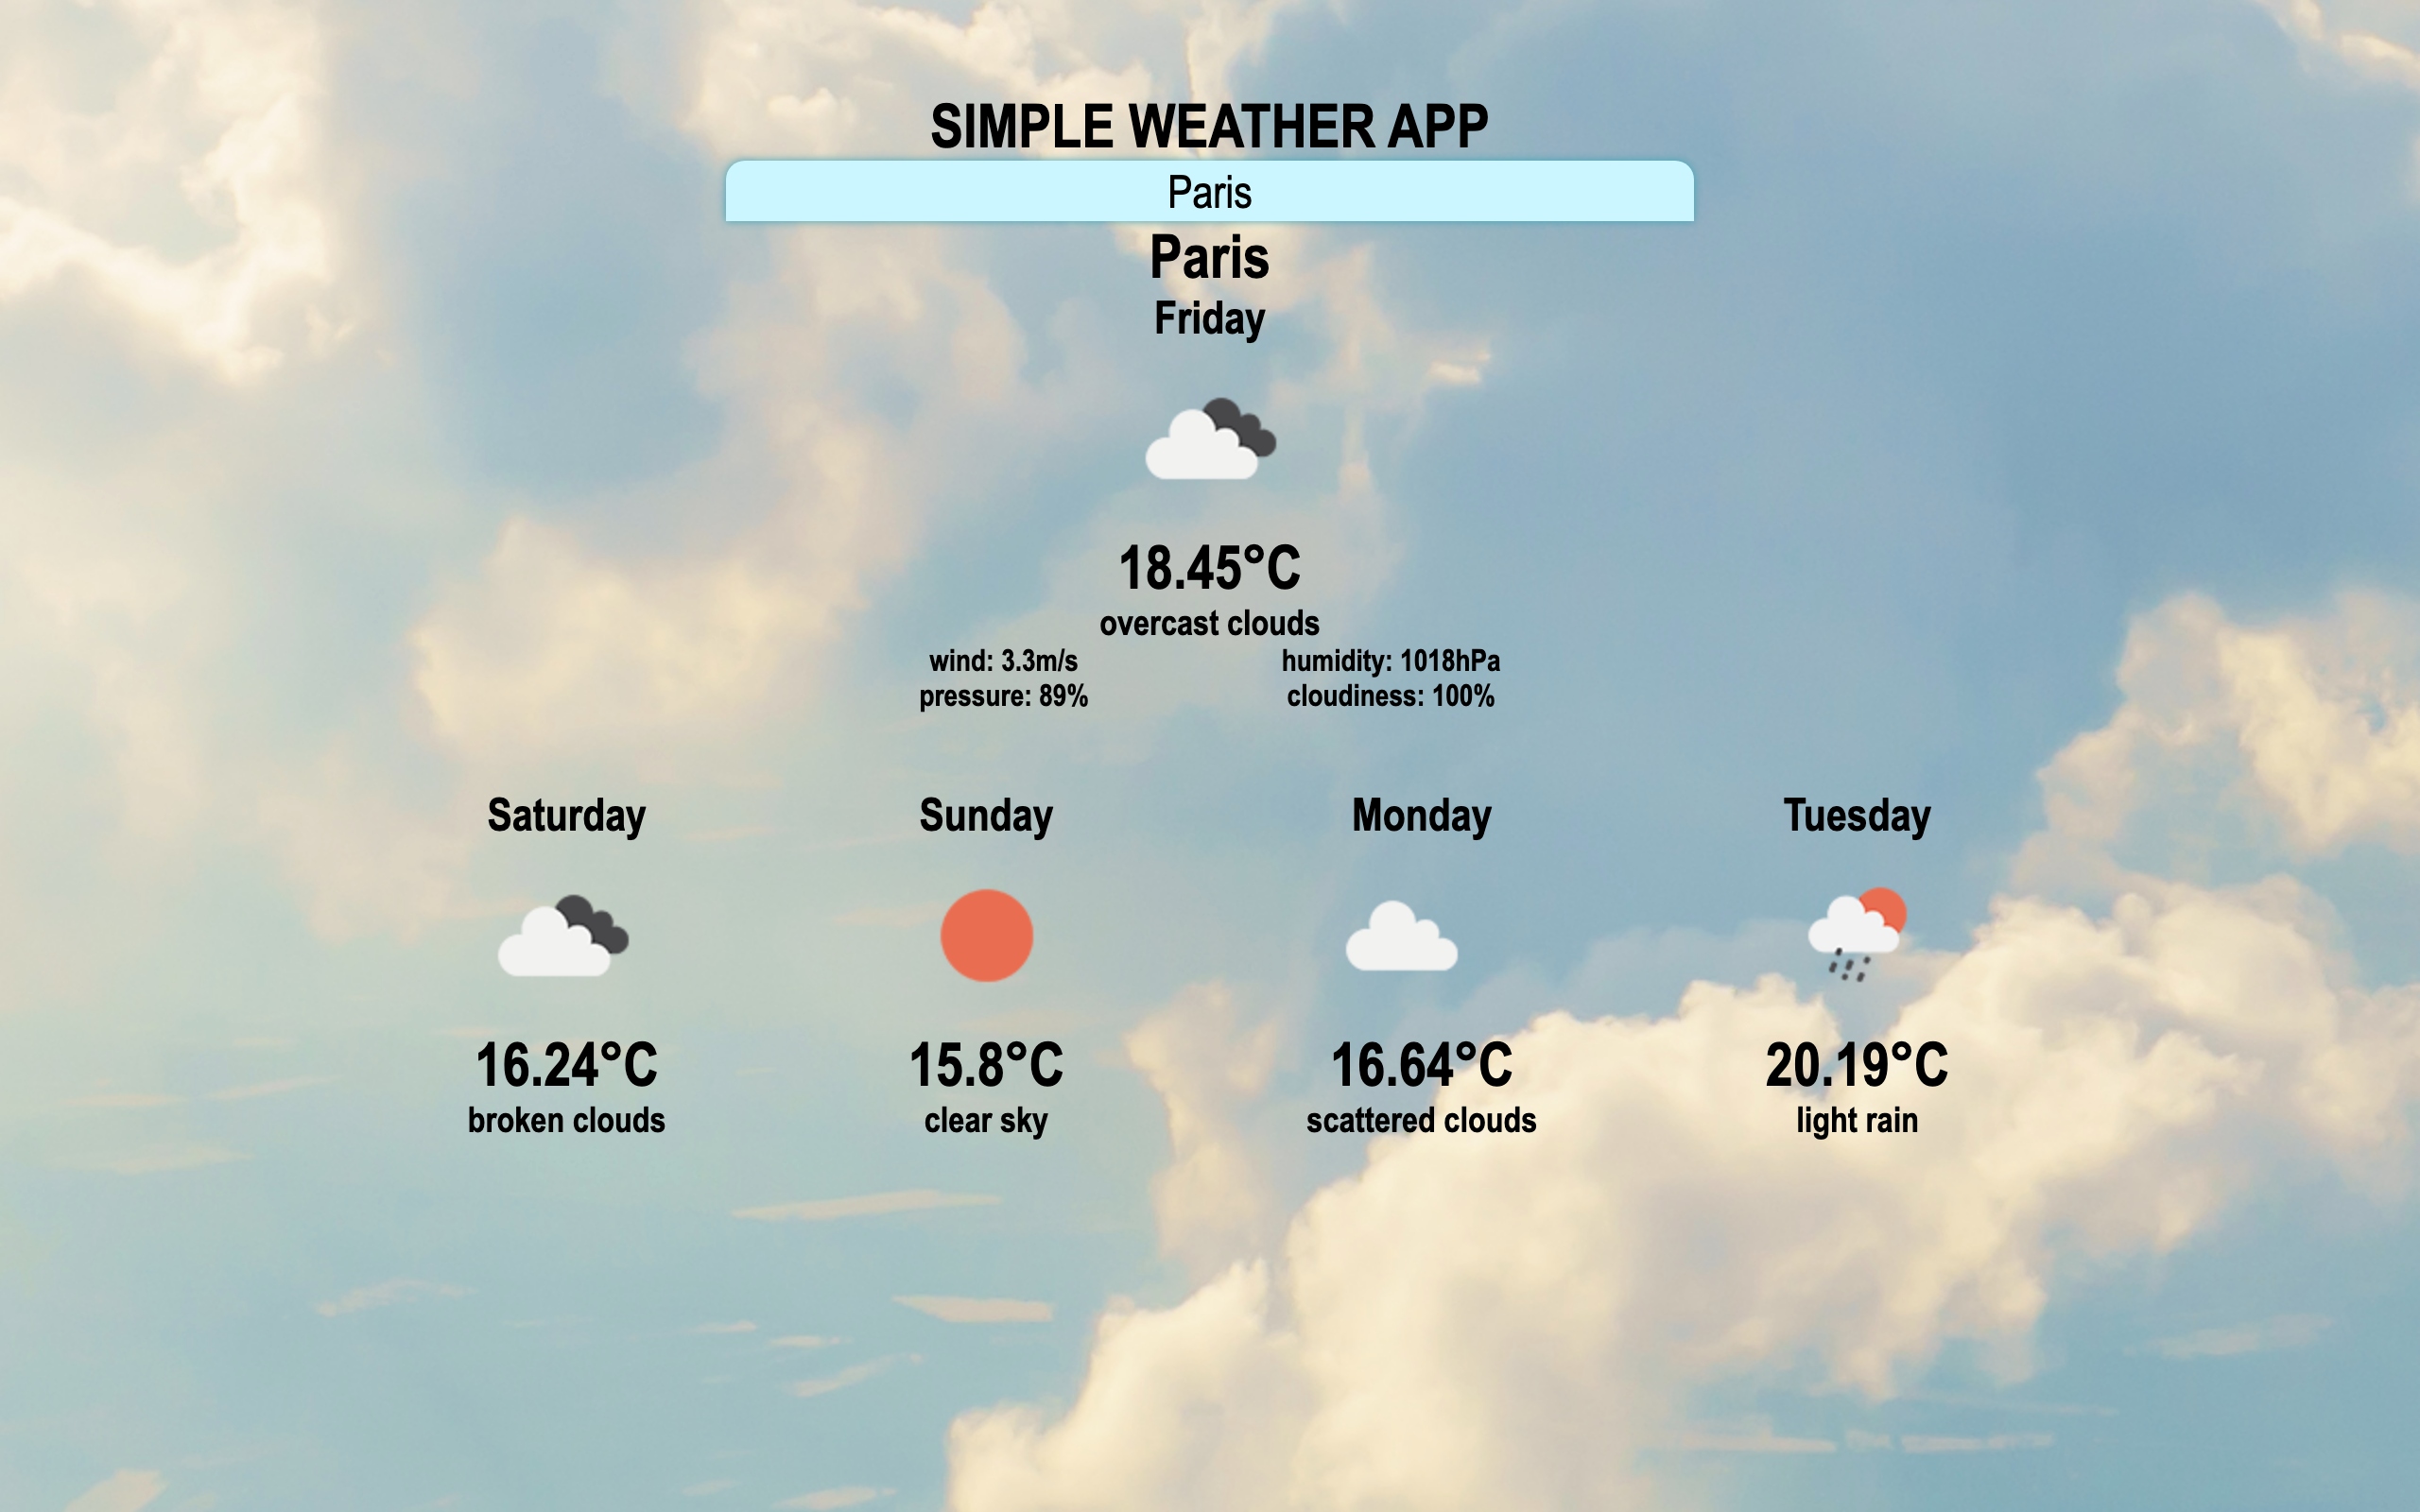 SIMPLE WEATHER APP
Paris
Paris
Friday
18.45°C
overcast clouds
wind: 3.3m/s humidity: 1018hPa
pressure: 89% cloudiness: 100%
Saturday Sunday Monday Tuesday
16.24°C 15.8°C 16.64°C 20.19°C
broken clouds clear sky scattered clouds light rain